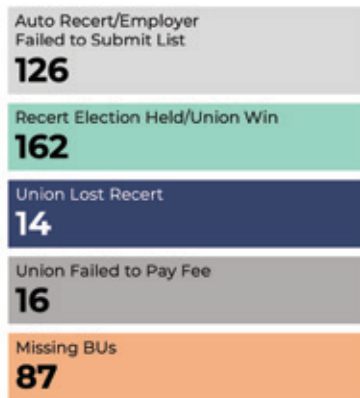 Auto Recert/Employer
Failed to Submit List
126
Recert Election Held/Union Win
162
Union Lost Recert
14
Union Failed to Pay Fee
16
Missing BUs
87